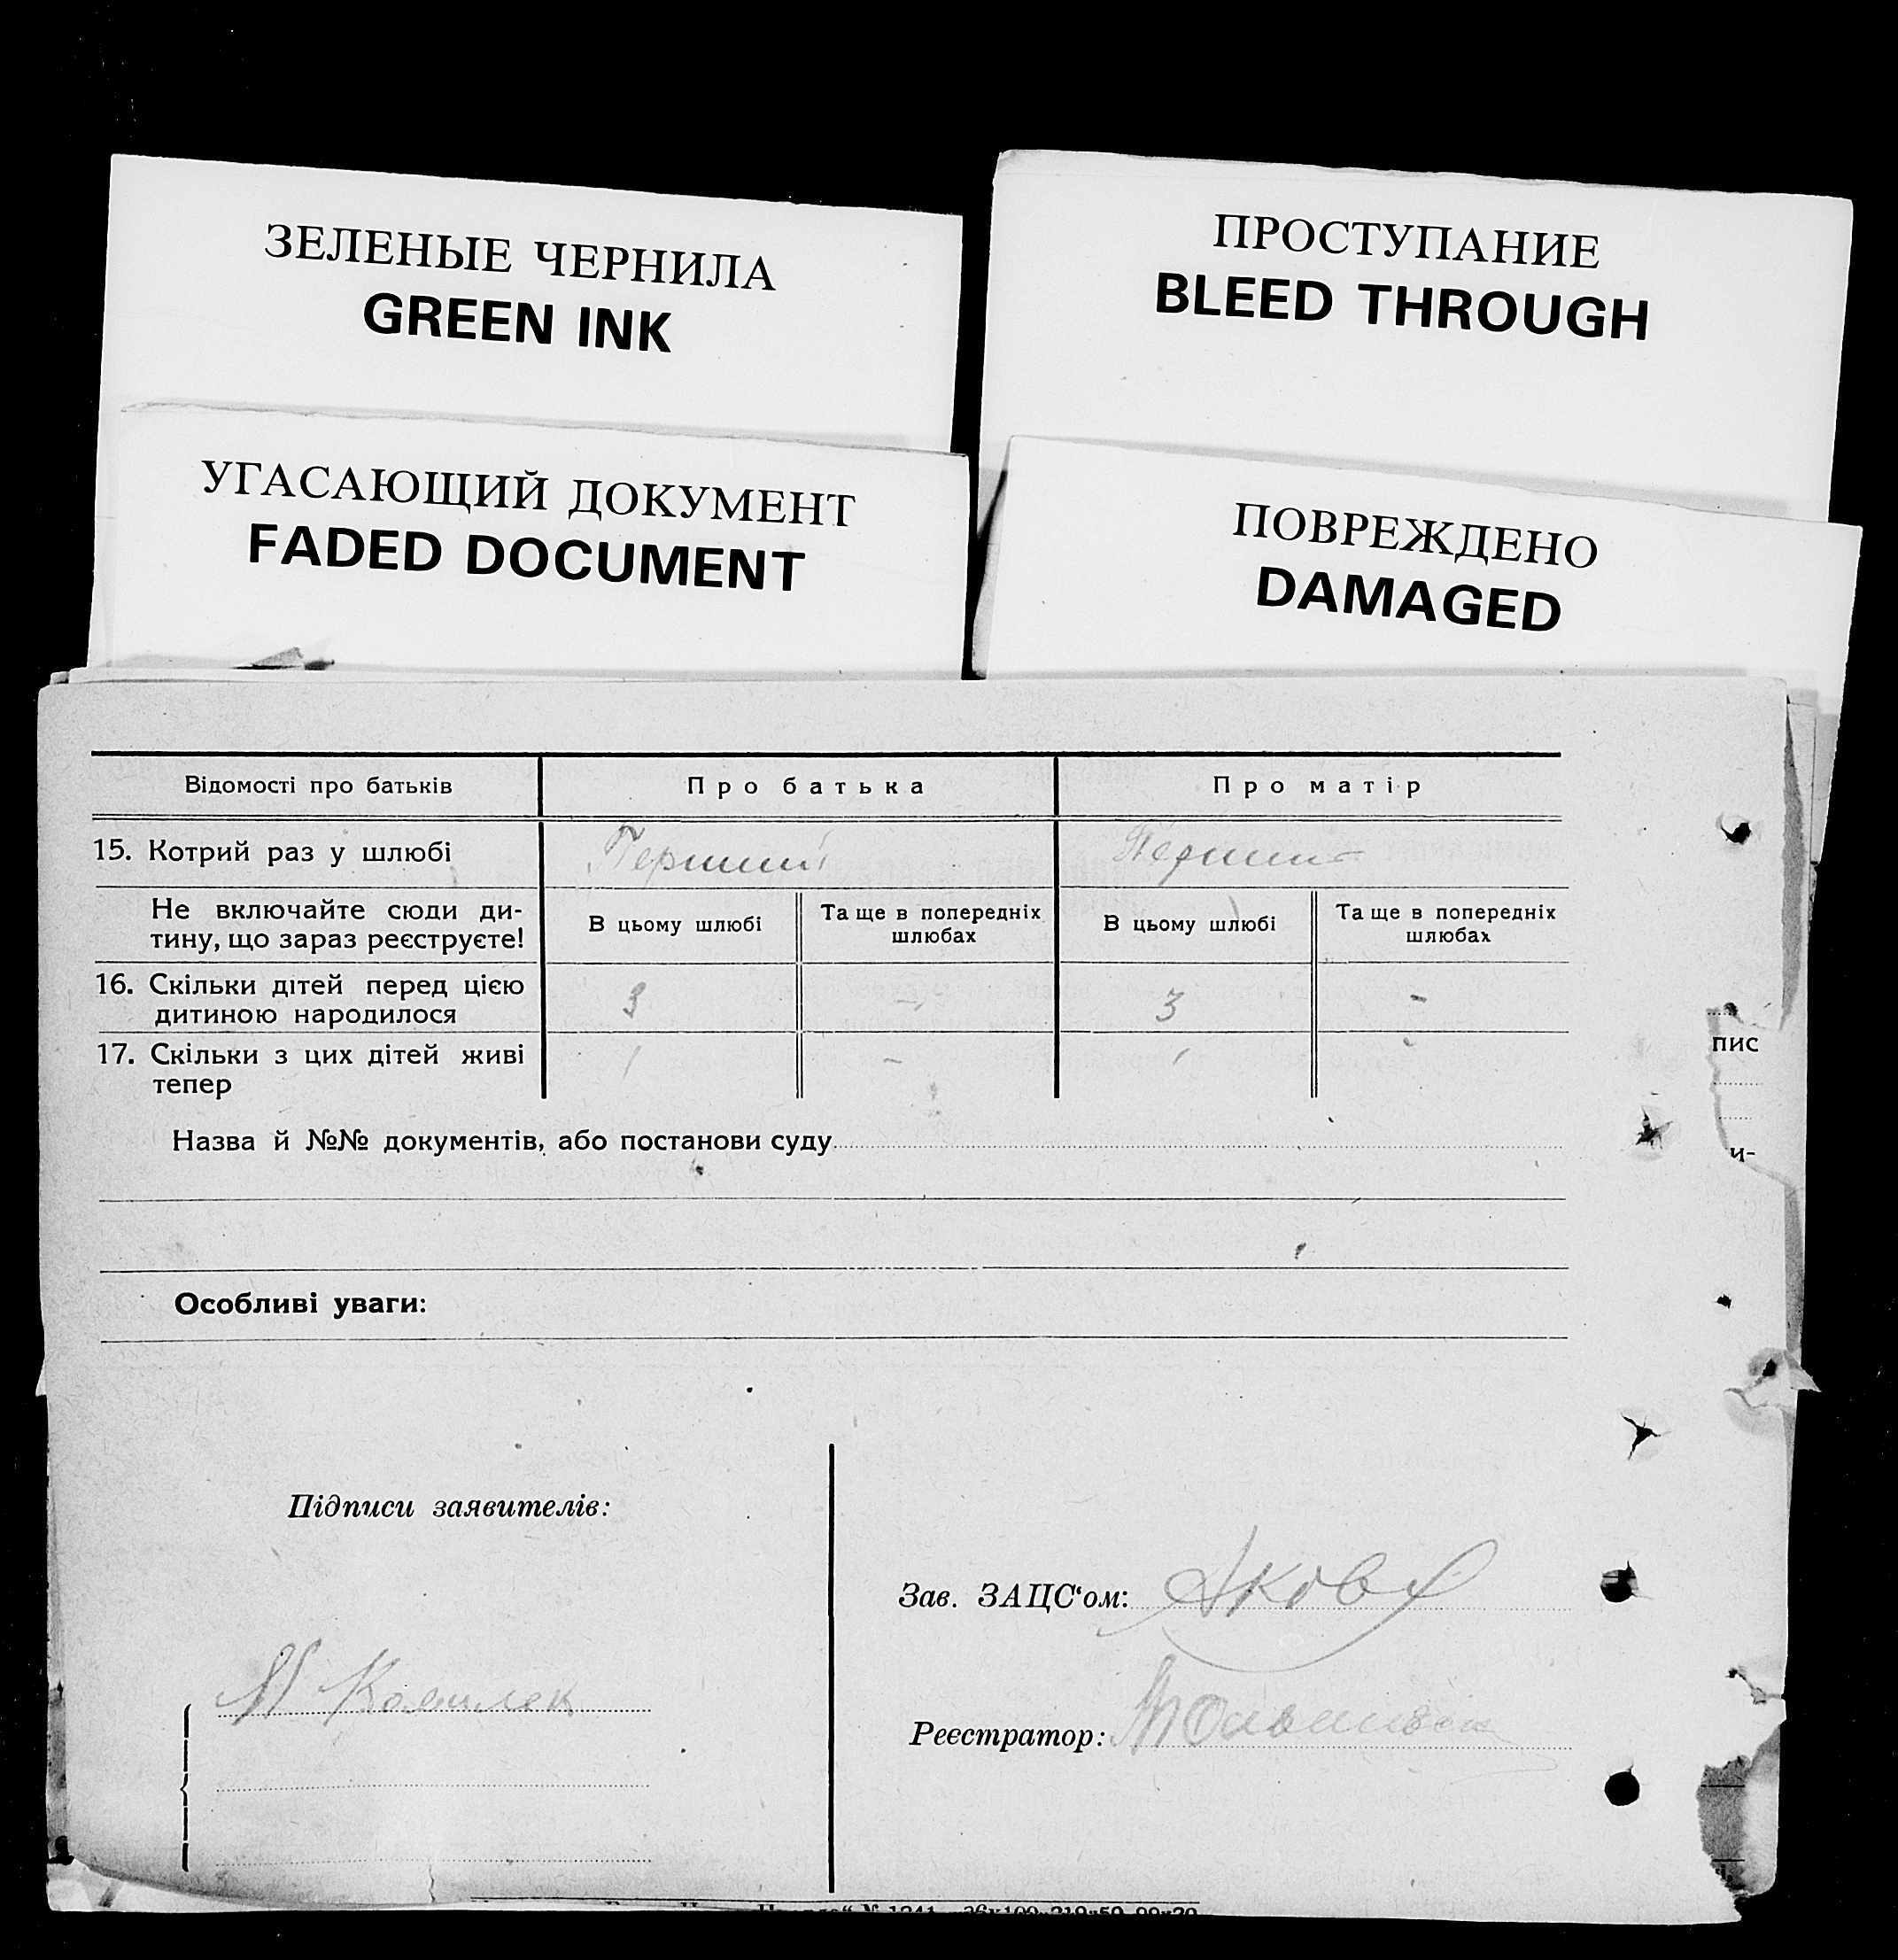 ЗЕЛЕНЫЕ ЧЕРНИЛА
GREEN INK
ПРОСТУПАНИЕ
BLEED THROUGH
УГАСАЮЩИЙ ДОКУМЕНТ
FADED DOCUMENT
ПОВРЕЖДЕНО
DAMAGED
Відомості про батьків Про батька Про матір
15. Котрий раз у шлюбі Перший Перший
Не включайте сюди ди-
тину, що зараз реєструєте!
В цьому шлюбі
Та ще в попередніх
шлюбах
В цьому шлюбі
Та ще в попередніх
шлюбах
16. Скільки дітей перед цією
дитиною народилося
3 - 3 -
17. Скільки з цих дітей живі
тепер
1 - 1 -
пис
Назва й №№ документів, або постанови суду
и-
Особливі уваги:
Підписи заявителів:
Зав. ЗАЦС'ом:
Реєстратор: